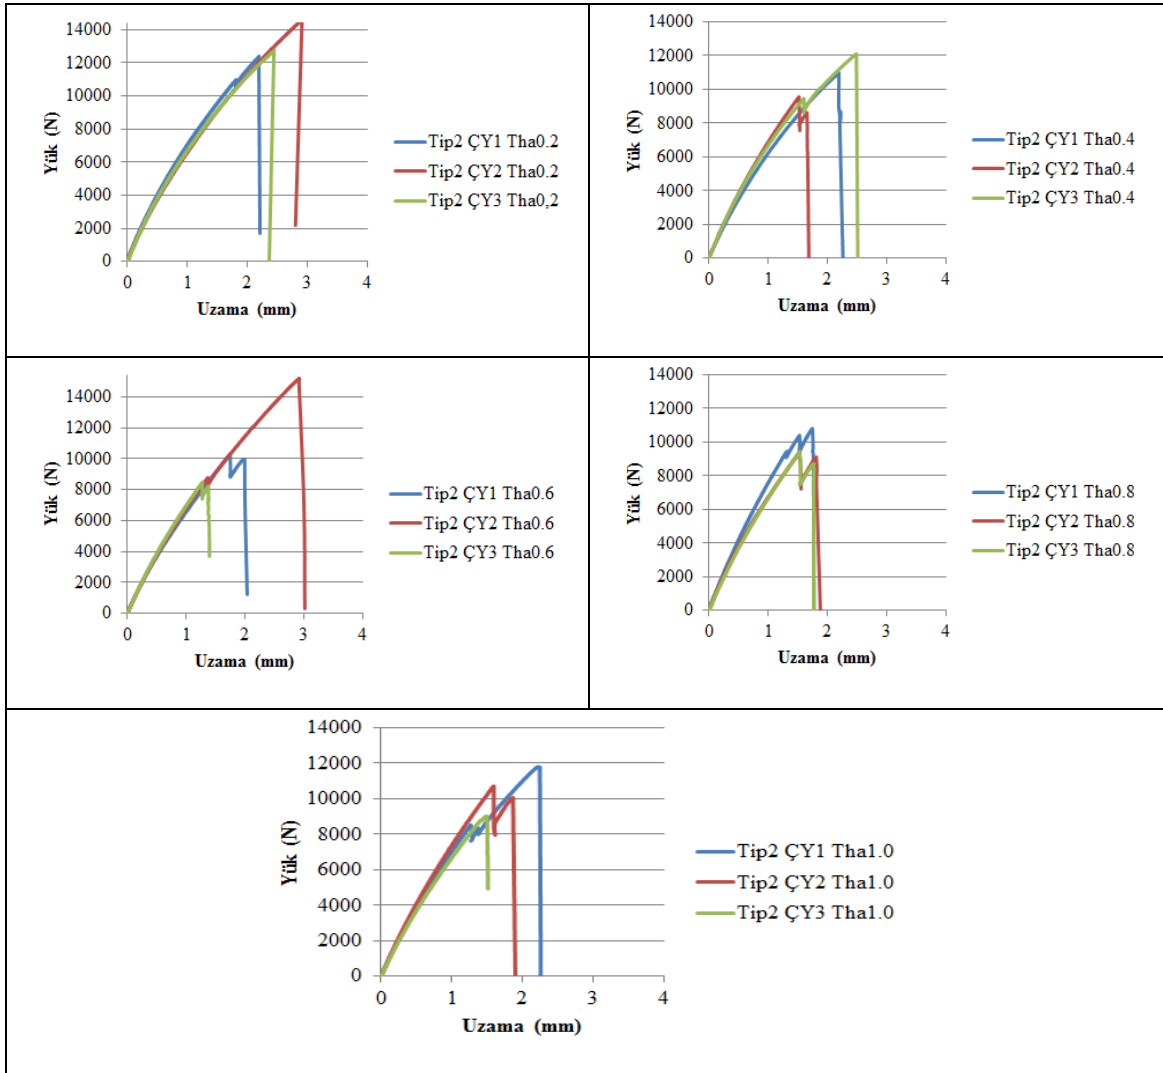 14000
12000
10000
8000
6000
4000
2000
0
Yük (N)
0 1 2 3 4
Uzama (mm)
Tip2 ÇY1 Tha0.2
Tip2 ÇY2 Tha0.2
Tip2 ÇY3 Tha0,2
14000
12000
10000
8000
6000
4000
2000
0
Yük (N)
0 1 2 3 4
Uzama (mm)
Tip2 ÇY1 Tha0.4
Tip2 ÇY2 Tha0.4
Tip2 ÇY3 Tha0.4
14000
12000
10000
8000
6000
4000
2000
0
Yük (N)
0 1 2 3 4
Uzama (mm)
Tip2 ÇY1 Tha0.6
Tip2 ÇY2 Tha0.6
Tip2 ÇY3 Tha0.6
14000
12000
10000
8000
6000
4000
2000
0
Yük (N)
0 1 2 3 4
Uzama (mm)
Tip2 ÇY1 Tha0.8
Tip2 ÇY2 Tha0.8
Tip2 ÇY3 Tha0.8
14000
12000
10000
8000
6000
4000
2000
0
Yük (N)
0 1 2 3 4
Uzama (mm)
Tip2 ÇY1 Tha1.0
Tip2 ÇY2 Tha1.0
Tip2 ÇY3 Tha1.0